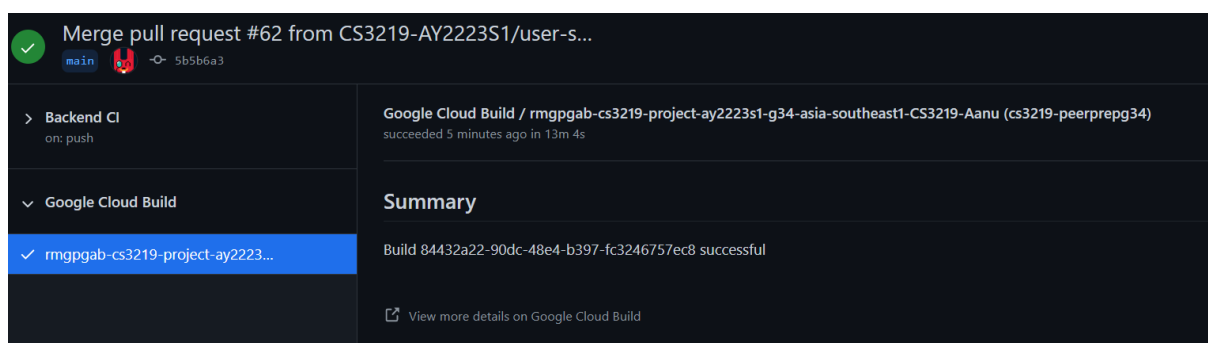 Merge pull request #62 from CS3219-AY2223S1/user-s...
main 5b5b6a3
Backend CI
on: push
Google Cloud Build
rmgpgab-cs3219-project-ay2223...
Google Cloud Build / rmgpgab-cs3219-project-ay2223s1-g34-asia-southeast1-CS3219-Aanu (cs3219-peerprepg34)
succeeded 5 minutes ago in 13m 4s
Summary
Build 84432a22-90dc-48e4-b397-fc3246757ec8 successful
View more details on Google Cloud Build